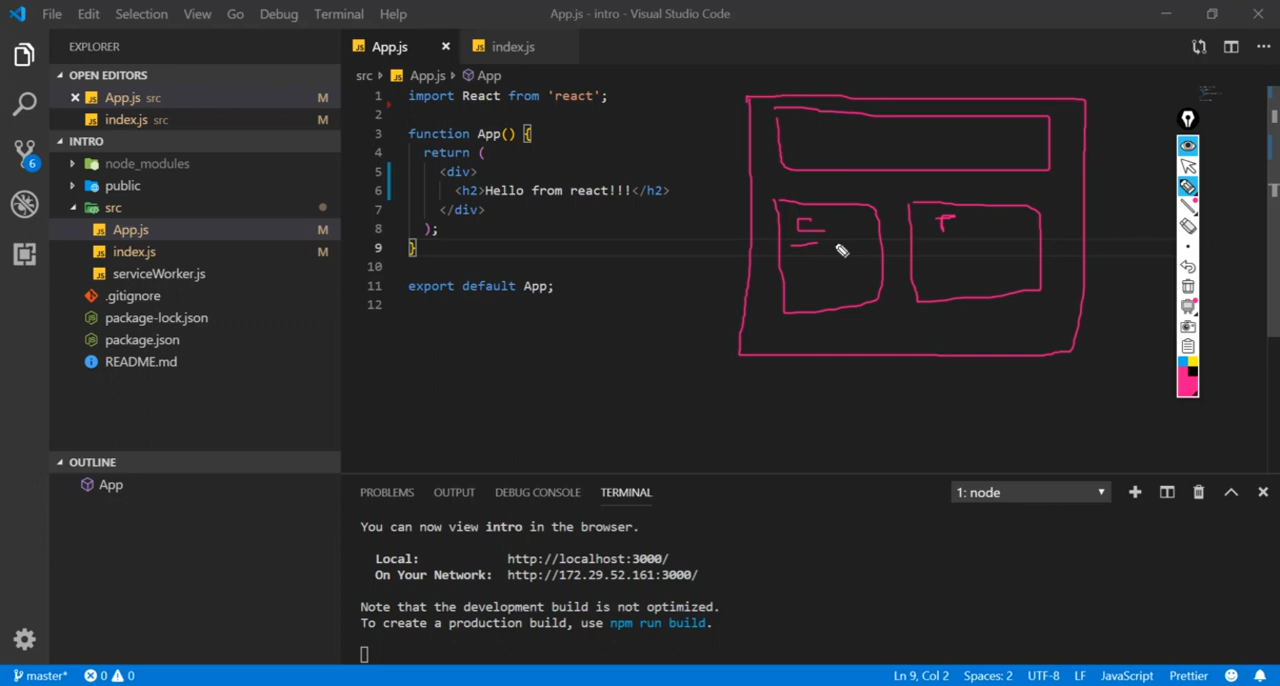 File Edit Selection View Go Debug Terminal Help
App.js - intro - Visual Studio Code
EXPLORER
OPEN EDITORS
App.js src M
index.js src M
INTRO
node_modules
public
src
App.js M
index.js M
serviceWorker.js
.gitignore
package-lock.json
package.json
README.md
OUTLINE
App
6
App.js index.js
src App.js App
1 import React from 'react';
2
3 function App() {
4 return (
5 <div>
6 <h2>Hello from react!!!</h2>
7 </div>
8 );
9 }
10
11 export default App;
12
PROBLEMS OUTPUT DEBUG CONSOLE TERMINAL
1: node
You can now view intro in the browser.
Local: http://localhost:3000/
On Your Network: http://172.29.52.161:3000/
Note that the development build is not optimized.
To create a production build, use npm run build.
master* 0 0
Ln 9, Col 2 Spaces: 2 UTF-8 LF JavaScript Prettier